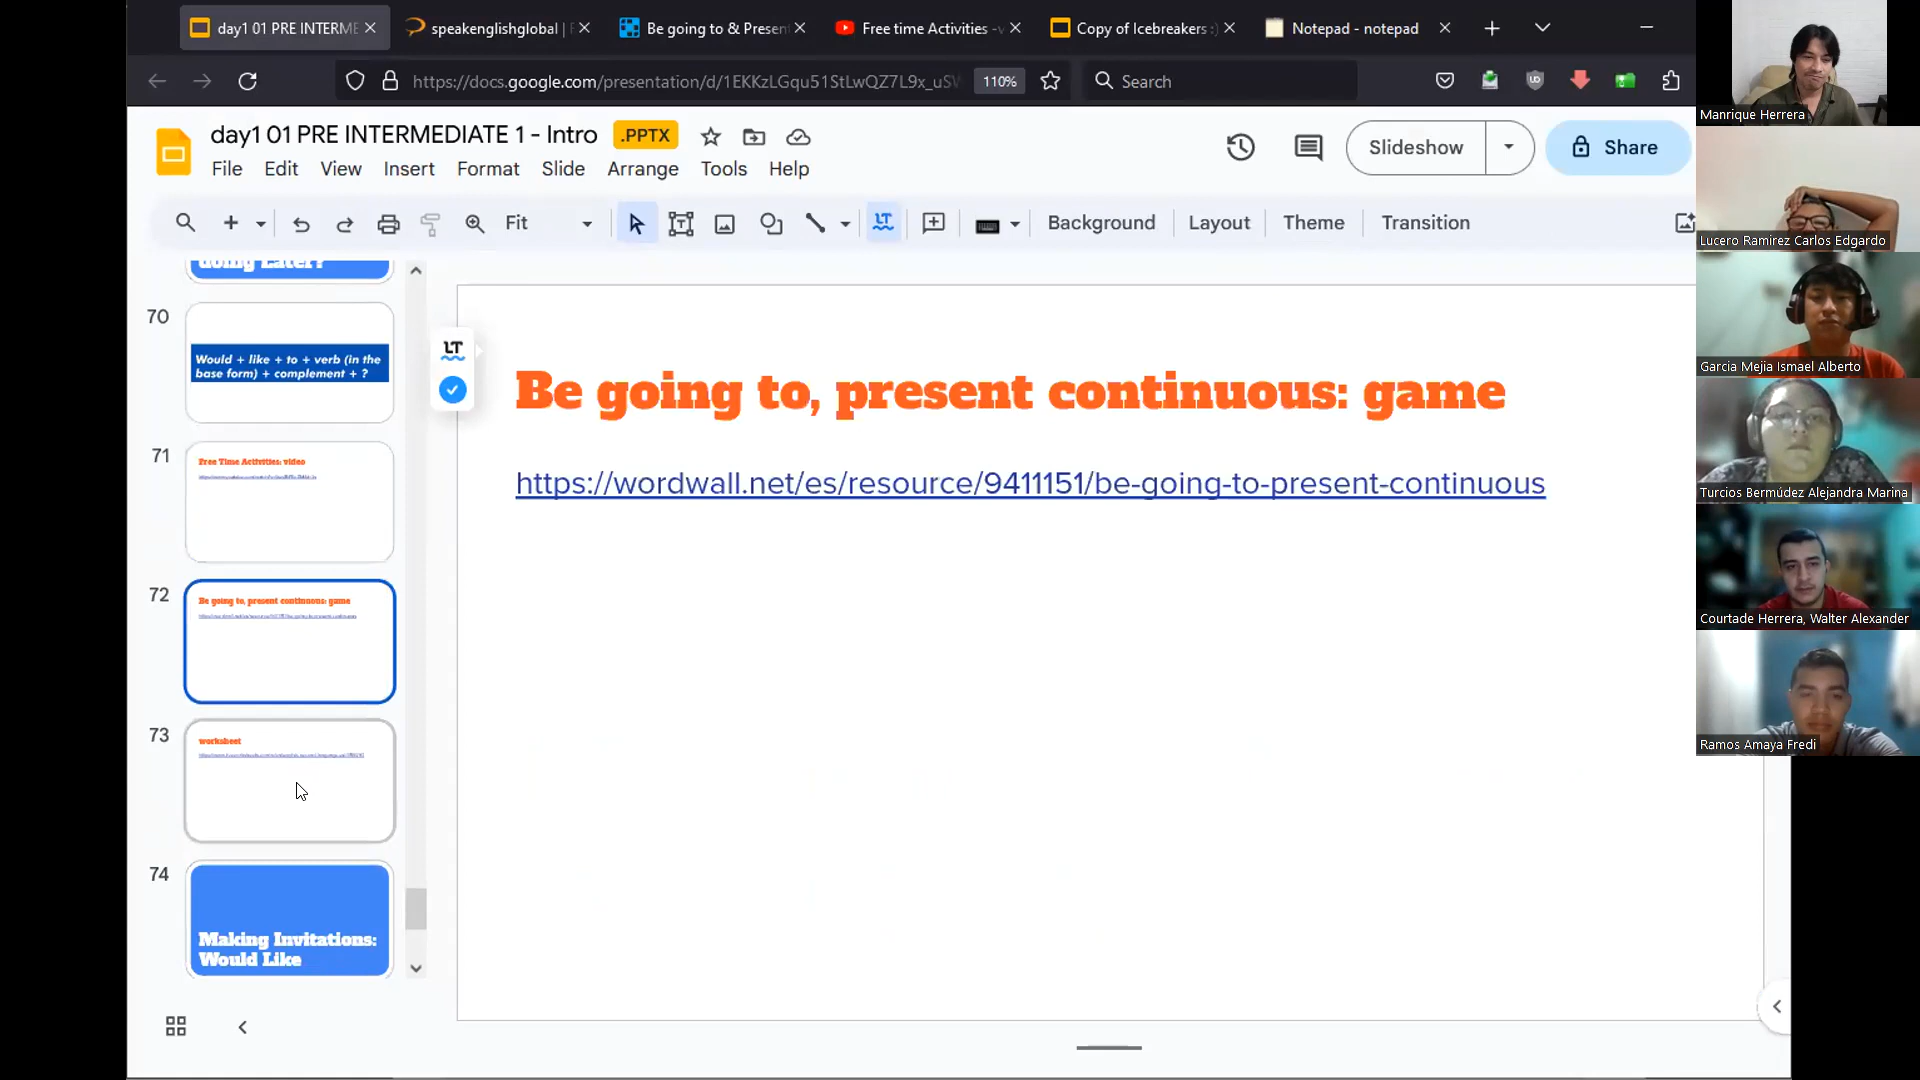 day1 01 PRE INTERME
speakenglishglobal |
Be going to & Presen
Free time Activities -
Copy of Icebreakers :)
Notepad - notepad
https://docs.google.com/presentation/d/1EKKzLGqu51StLwQZ7L9x_uSW
110%
Search
day1 01 PRE INTERMEDIATE 1 - Intro
.PPTX
Slideshow
Share
File Edit View Insert Format Slide Arrange Tools Help
Fit
Background
Layout
Theme
Transition
going Later?
70
Would + like + to + verb (in the
base form) + complement + ?
71
Free Time Activities: video
72
Be going to, present continuous: game
73
worksheet
74
Making Invitations:
Would Like
LT
Be going to, present continuous: game
https://wordwall.net/es/resource/9411151/be-going-to-present-continuous
Manrique Herrera
Lucero Ramirez Carlos Edgardo
Garcia Mejia Ismael Alberto
Turcios Bermúdez Alejandra Marina
Courtade Herrera, Walter Alexander
Ramos Amaya Fredi